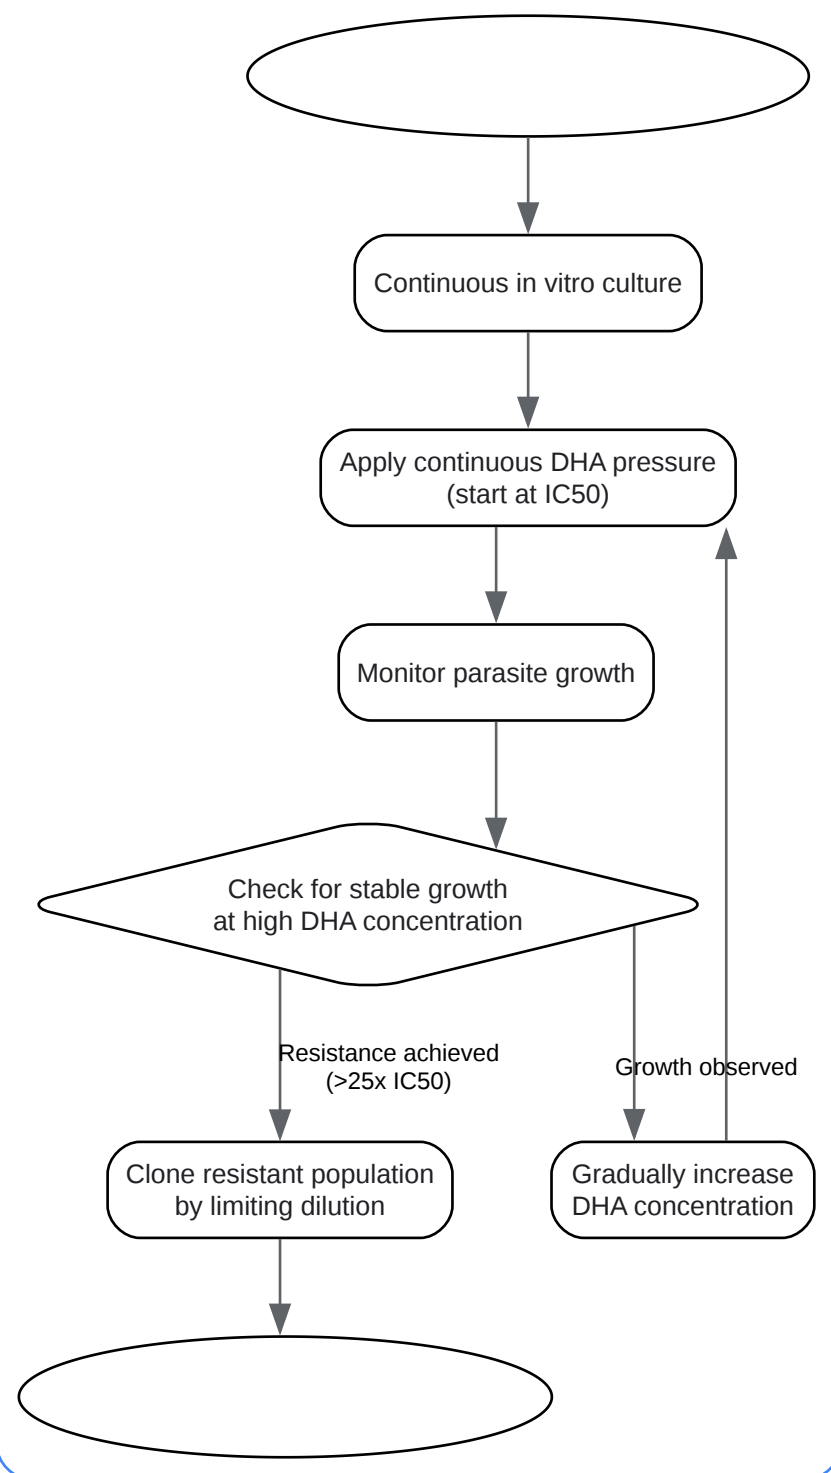 Continuous in vitro culture
Apply continuous DHA pressure
(start at IC50)
Monitor parasite growth
Check for stable growth
at high DHA concentration
Resistance achieved
(>25x IC50)
Growth observed
Clone resistant population
by limiting dilution
Gradually increase
DHA concentration